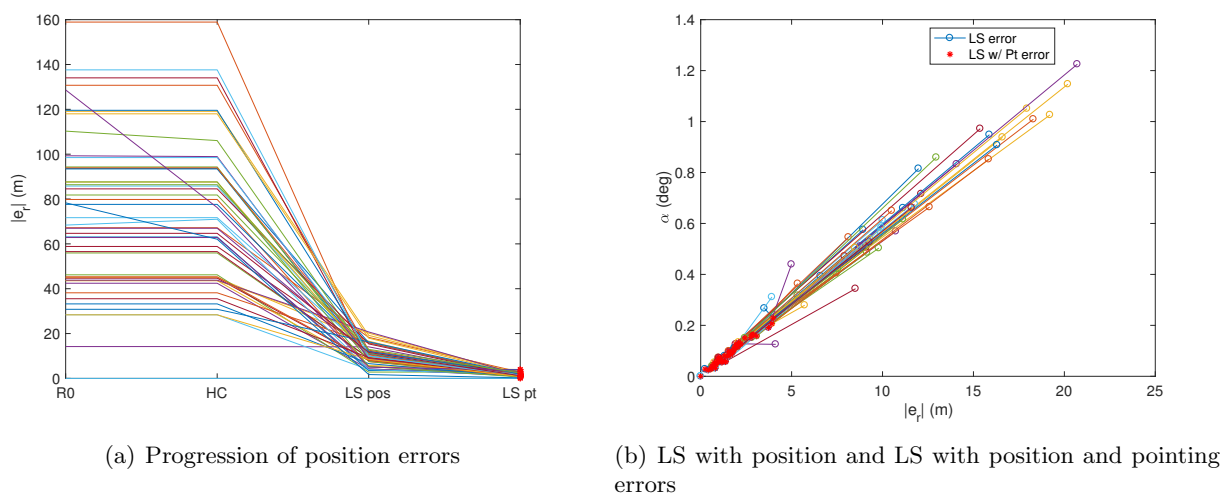 160
140
120
100
80
60
40
20
0
|e_r| (m)
R0 HC LS pos LS pt
(a) Progression of position errors
1.4
1.2
1
0.8
0.6
0.4
0.2
0
α (deg)
LS error
LS w/ Pt error
0 5 10 15 20 25
|e_r| (m)
(b) LS with position and LS with position and pointing
errors